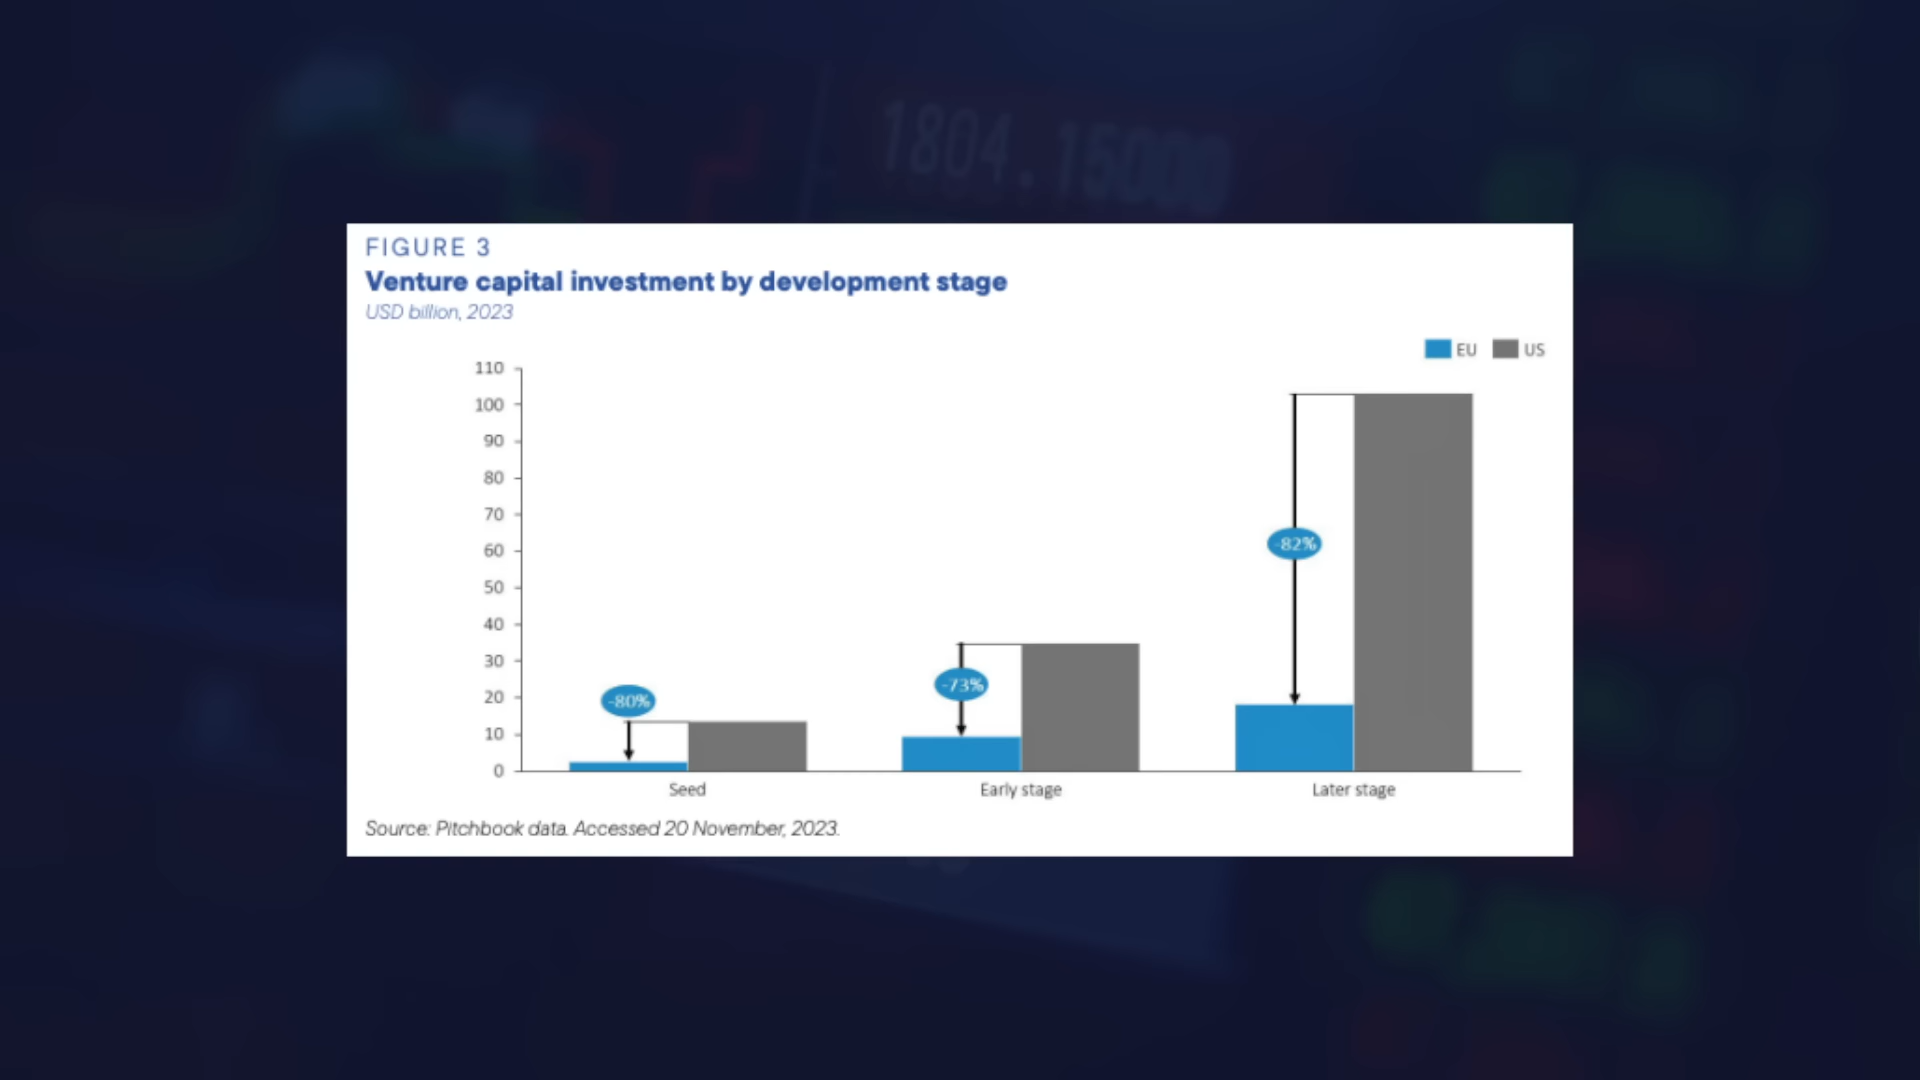 1804.15000
FIGURE 3
Venture capital investment by development stage
USD billion, 2023
EU US
110
100
90
80
70
60
50
40
30
20
10
0
-80%
-73%
-82%
Seed Early stage Later stage
Source: Pitchbook data. Accessed 20 November, 2023.